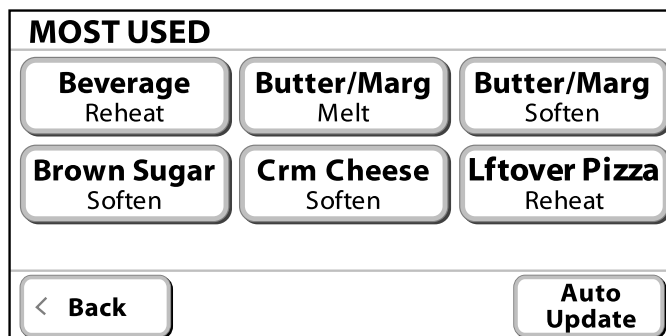 MOST USED
Beverage
Reheat
Butter/Marg
Melt
Butter/Marg
Soften
Brown Sugar
Soften
Crm Cheese
Soften
Lftover Pizza
Reheat
< Back
Auto
Update